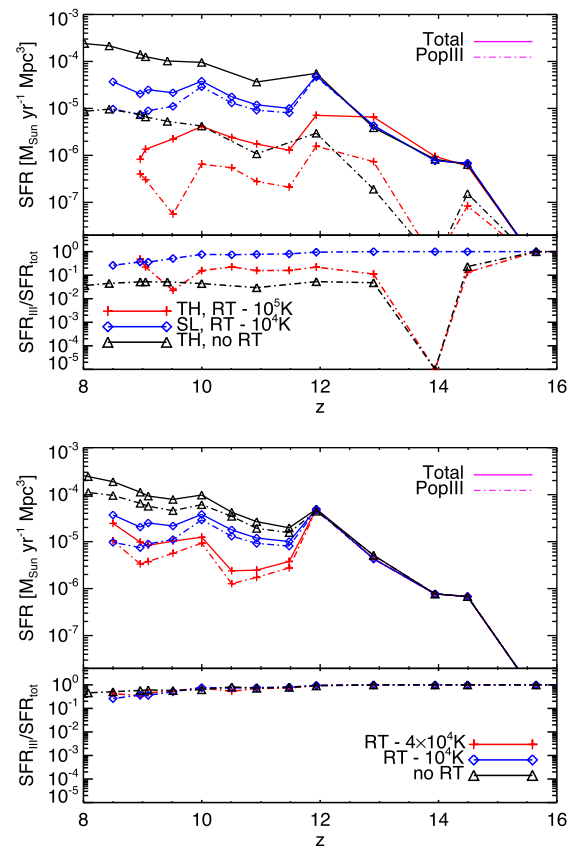 10⁻³
10⁻⁴
10⁻⁵
10⁻⁶
10⁻⁷
SFR [M_Sun yr⁻¹ Mpc³]
Total
PopIII
10⁰
10⁻¹
10⁻²
10⁻³
10⁻⁴
10⁻⁵
SFR_III/SFR_tot
TH, RT - 10⁵K
SL, RT - 10⁴K
TH, no RT
8 10 12 14 16
z
10⁻³
10⁻⁴
10⁻⁵
10⁻⁶
10⁻⁷
SFR [M_Sun yr⁻¹ Mpc³]
Total
PopIII
10⁰
10⁻¹
10⁻²
10⁻³
10⁻⁴
10⁻⁵
SFR_III/SFR_tot
RT - 4×10⁴K
RT - 10⁴K
no RT
8 10 12 14 16
z